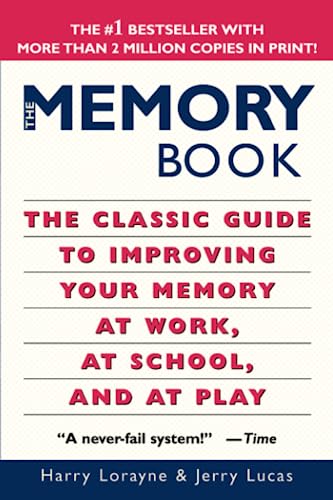 THE #1 BESTSELLER WITH
MORE THAN 2 MILLION COPIES IN PRINT!
THE MEMORY
BOOK
THE CLASSIC GUIDE
TO IMPROVING
YOUR MEMORY
AT WORK,
AT SCHOOL,
AND AT PLAY
“A never-fail system!” —Time
Harry Lorayne & Jerry Lucas